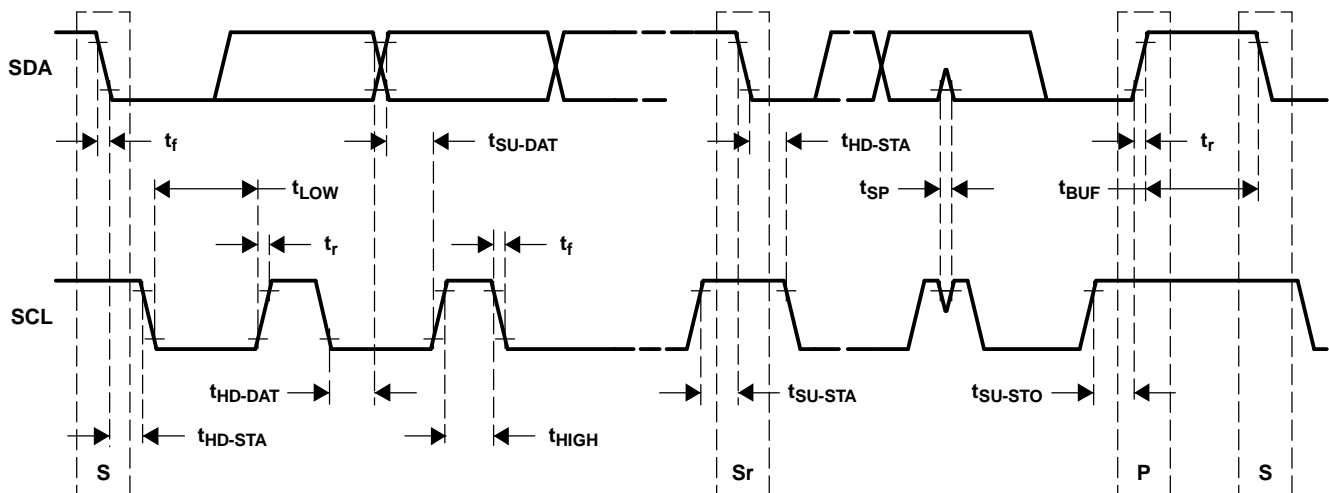 SDA
t_f
t_SU-DAT
t_HD-STA
t_r
t_LOW
t_SP
t_BUF
t_r
t_f
SCL
t_HD-DAT
t_SU-STA
t_SU-STO
t_HD-STA
t_HIGH
S
Sr
P
S